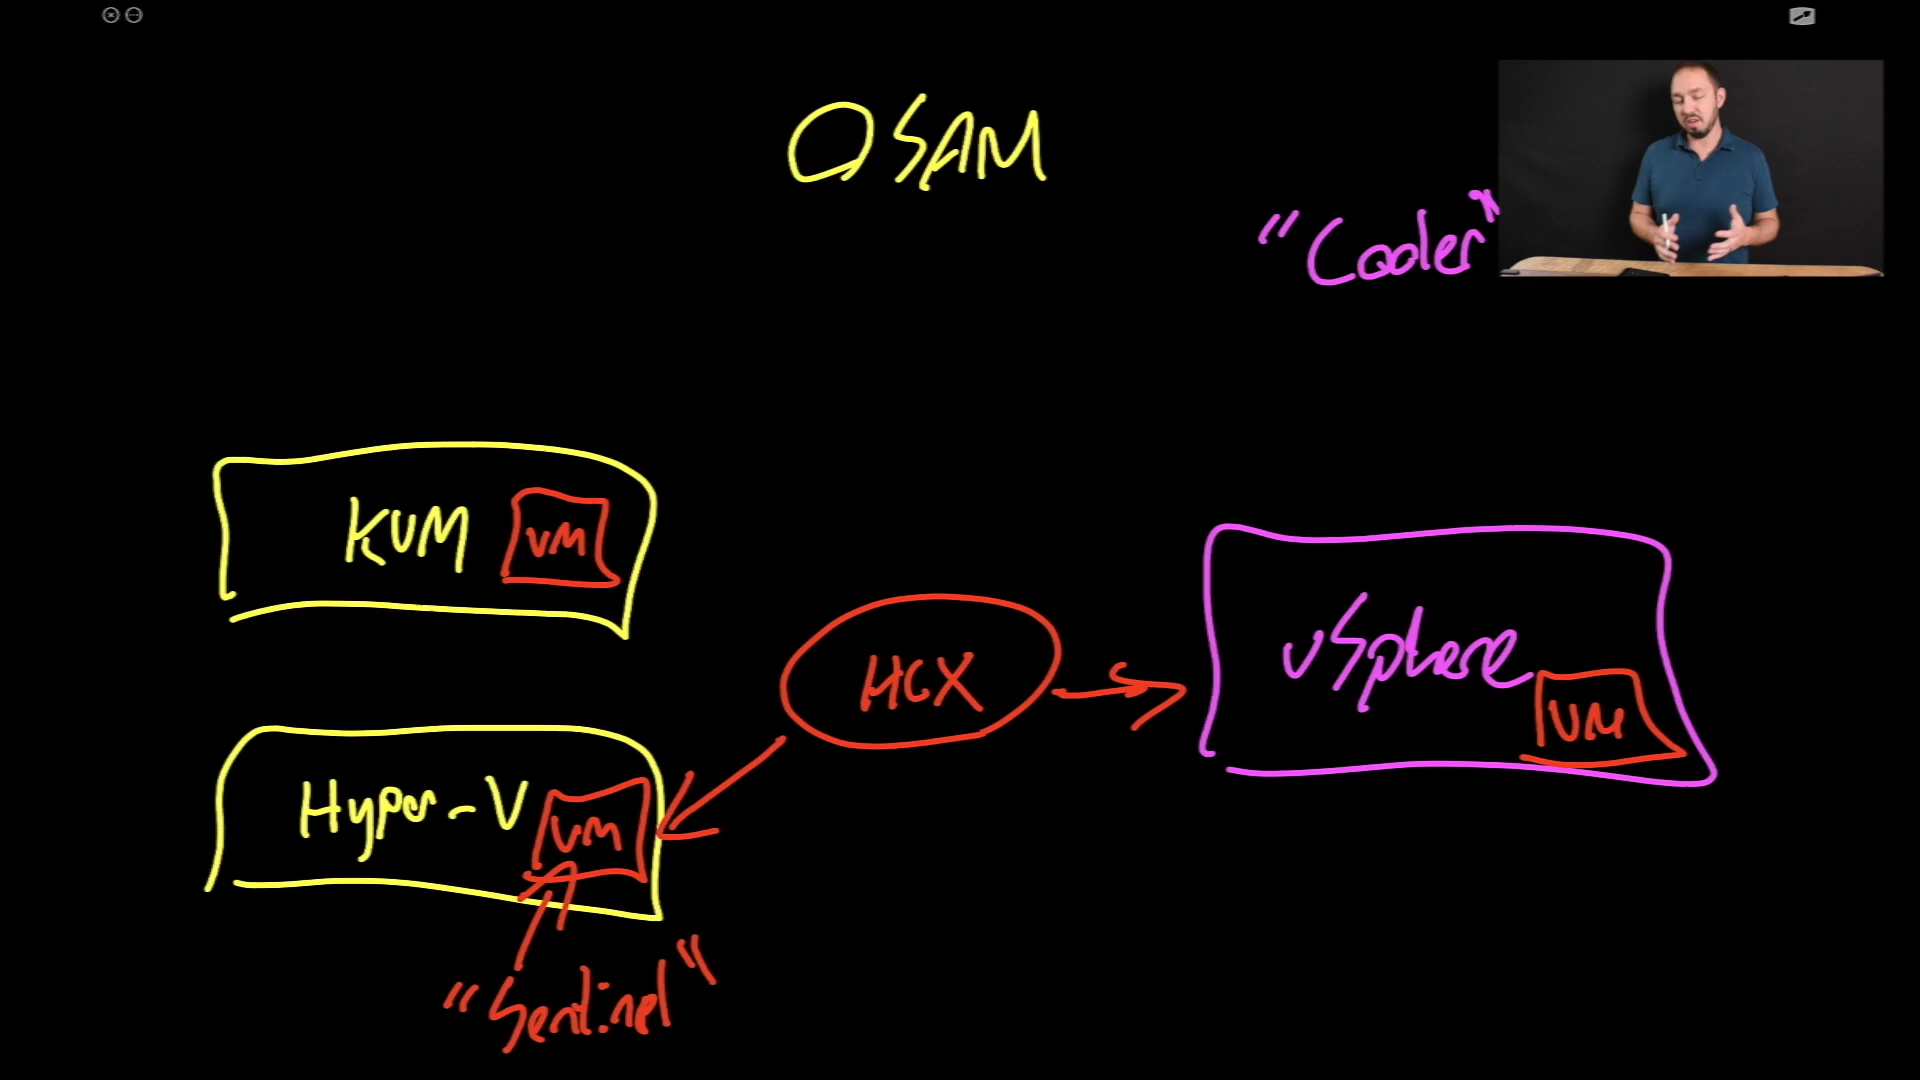 OSAM
"Cooler"
KVM VM
HCX
vSphere VM
Hyper-V VM
"Sentinel"